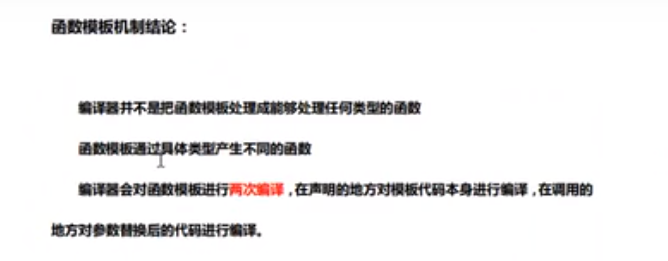 函数模板机制结论：
编译器并不是把函数模板处理成能够处理任何类型的函数
函数模板通过具体类型产生不同的函数
编译器会对函数模板进行两次编译，在声明的地方对模板代码本身进行编译，在调用的
地方对参数替换后的代码进行编译。